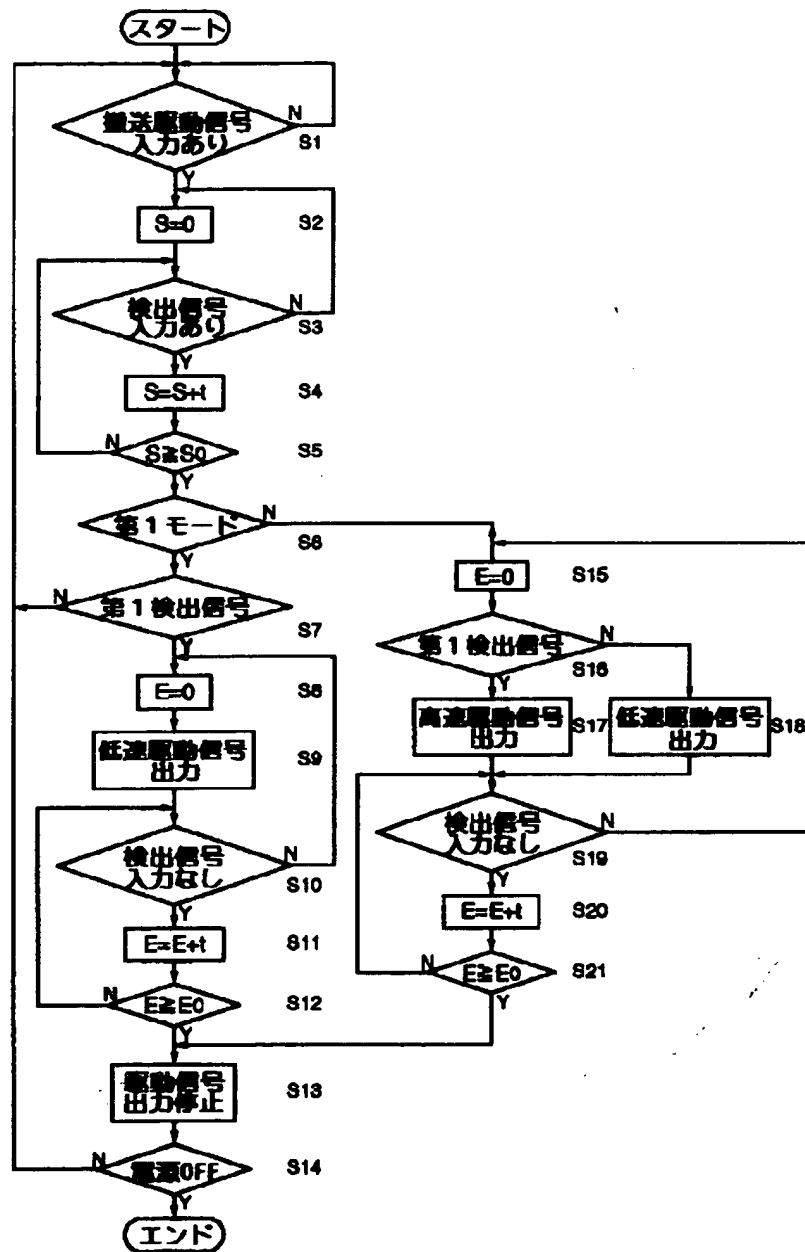 スタート
搬送駆動信号
入力あり
N
S1
Y
S=0
S2
検出信号
入力あり
N
S3
Y
S=S+t
S4
S≧S0
N
S5
Y
第1モード
N
S6
Y
第1検出信号
N
S7
Y
E=0
S8
低速駆動信号
出力
S9
検出信号
入力なし
N
S10
Y
E=E+t
S11
N
E≧E0
S12
Y
E=0
S15
第1検出信号
N
S16
Y
高速駆動信号
出力
S17
低速駆動信号
出力
S18
検出信号
入力なし
N
S19
Y
E=E+t
S20
N
E≧E0
S21
Y
駆動信号
出力停止
S13
N
電源OFF
S14
Y
エンド